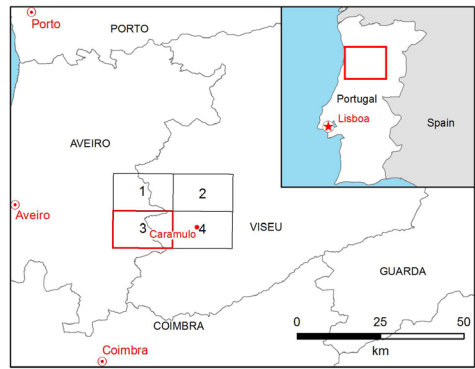 Porto
PORTO
Portugal
Lisboa
Spain
AVEIRO
1
2
Aveiro
3
Caramulo
4
VISEU
GUARDA
COIMBRA
0
25
50
km
Coimbra